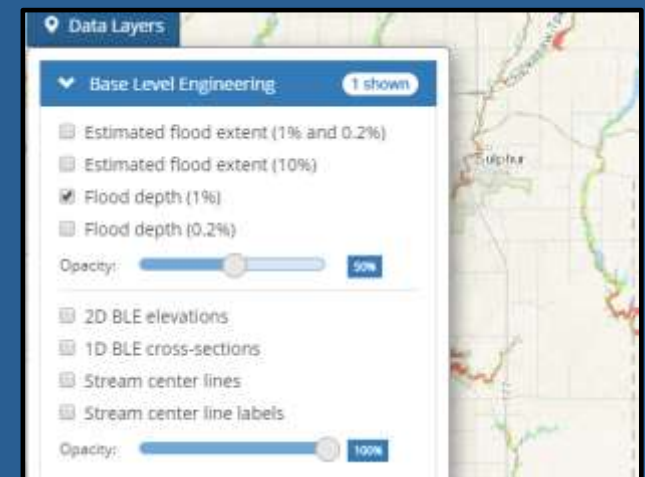 Data Layers
Base Level Engineering
1 shown
Estimated flood extent (1% and 0.2%)
Estimated flood extent (10%)
Flood depth (1%)
Flood depth (0.2%)
Opacity:
50%
2D BLE elevations
1D BLE cross-sections
Stream center lines
Stream center line labels
Opacity:
100%
Sulphur